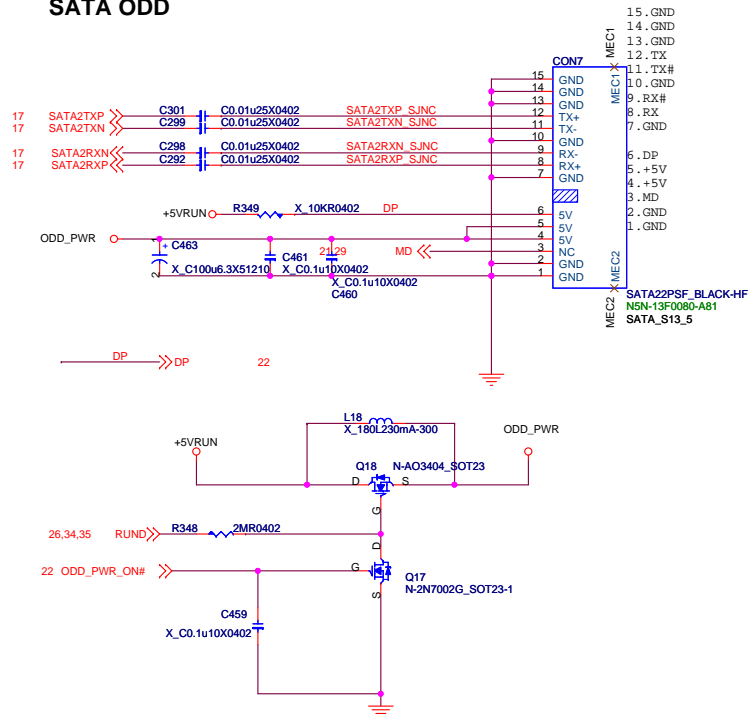 SATA ODD
15.GND
14.GND
13.GND
12.TX
11.TX#
10.GND
9.RX#
8.RX
7.GND
6.DP
5.+5V
4.+5V
3.MD
2.GND
1.GND
MEC1
CON7
MEC1
15 GND
14 GND
13 GND
12 TX+
11 TX-
10 GND
9 RX-
8 RX+
7 GND
6 5V
5 5V
4 5V
3 NC
2 GND
1 GND
MEC2
MEC2
SATA22PSF_BLACK-HF
N5N-13F0080-A81
SATA_S13_5
17 SATA2TXP C301 C0.01u25X0402 SATA2TXP_SJNC
17 SATA2TXN C299 C0.01u25X0402 SATA2TXN_SJNC
17 SATA2RXN C298 C0.01u25X0402 SATA2RXN_SJNC
17 SATA2RXP C292 C0.01u25X0402 SATA2RXP_SJNC
+5VRUN R349 X_10KR0402 DP
ODD_PWR
1 + C463
2 X_C100u6.3X51210
C461
X_C0.1u10X0402
21,29 MD
X_C0.1u10X0402
C460
DP DP 22
L18
X_180L230mA-300
+5VRUN ODD_PWR
Q18 N-AO3404_SOT23
D S
G
26,34,35 RUND R348 2MR0402
D
22 ODD_PWR_ON# G
Q17
N-2N7002G_SOT23-1
S
C459
X_C0.1u10X0402